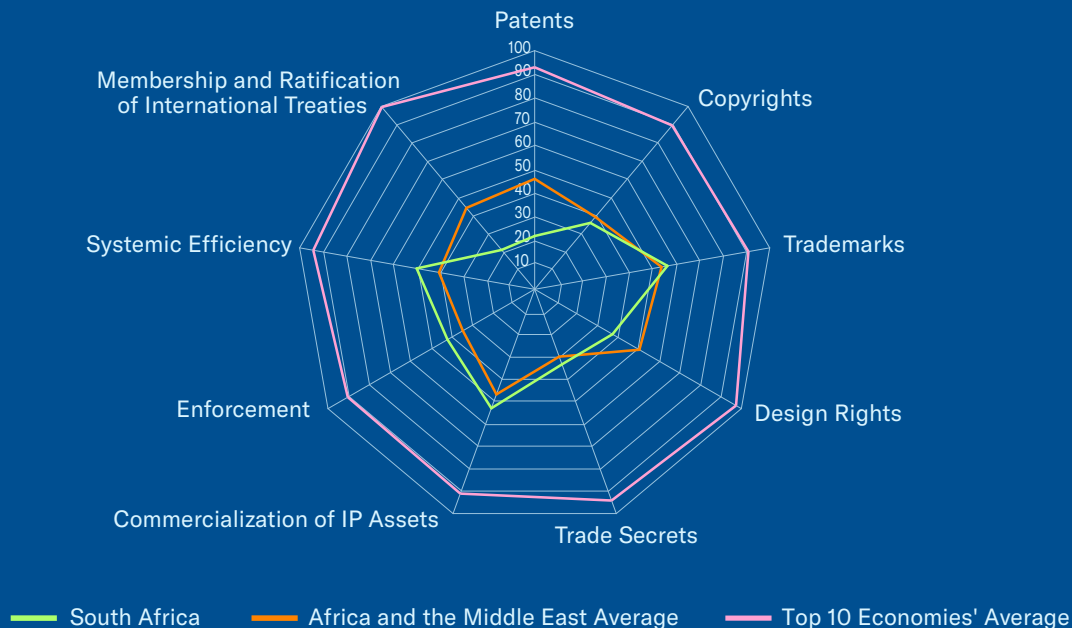 Patents
100
90
80
70
60
50
40
30
20
10
Membership and Ratification
of International Treaties
Copyrights
Systemic Efficiency
Trademarks
Enforcement
Design Rights
Commercialization of IP Assets
Trade Secrets
South Africa
Africa and the Middle East Average
Top 10 Economies' Average